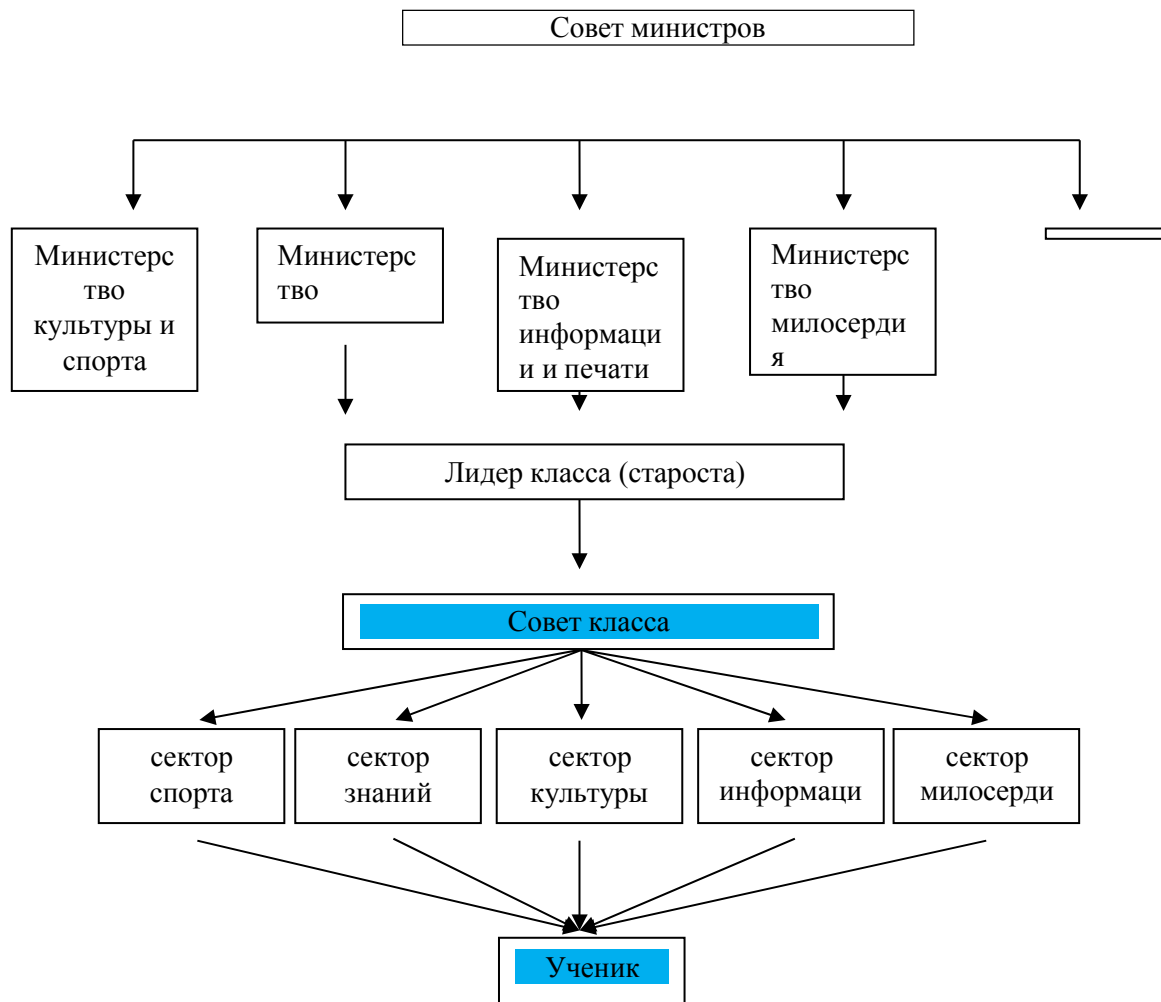 Совет министров
Министерс
тво
культуры и
спорта
Министерс
тво
Министерс
тво
информаци
и и печати
Министерс
тво
милосерди
я
Лидер класса (староста)
Совет класса
сектор
спорта
сектор
знаний
сектор
культуры
сектор
информаци
сектор
милосерди
Ученик